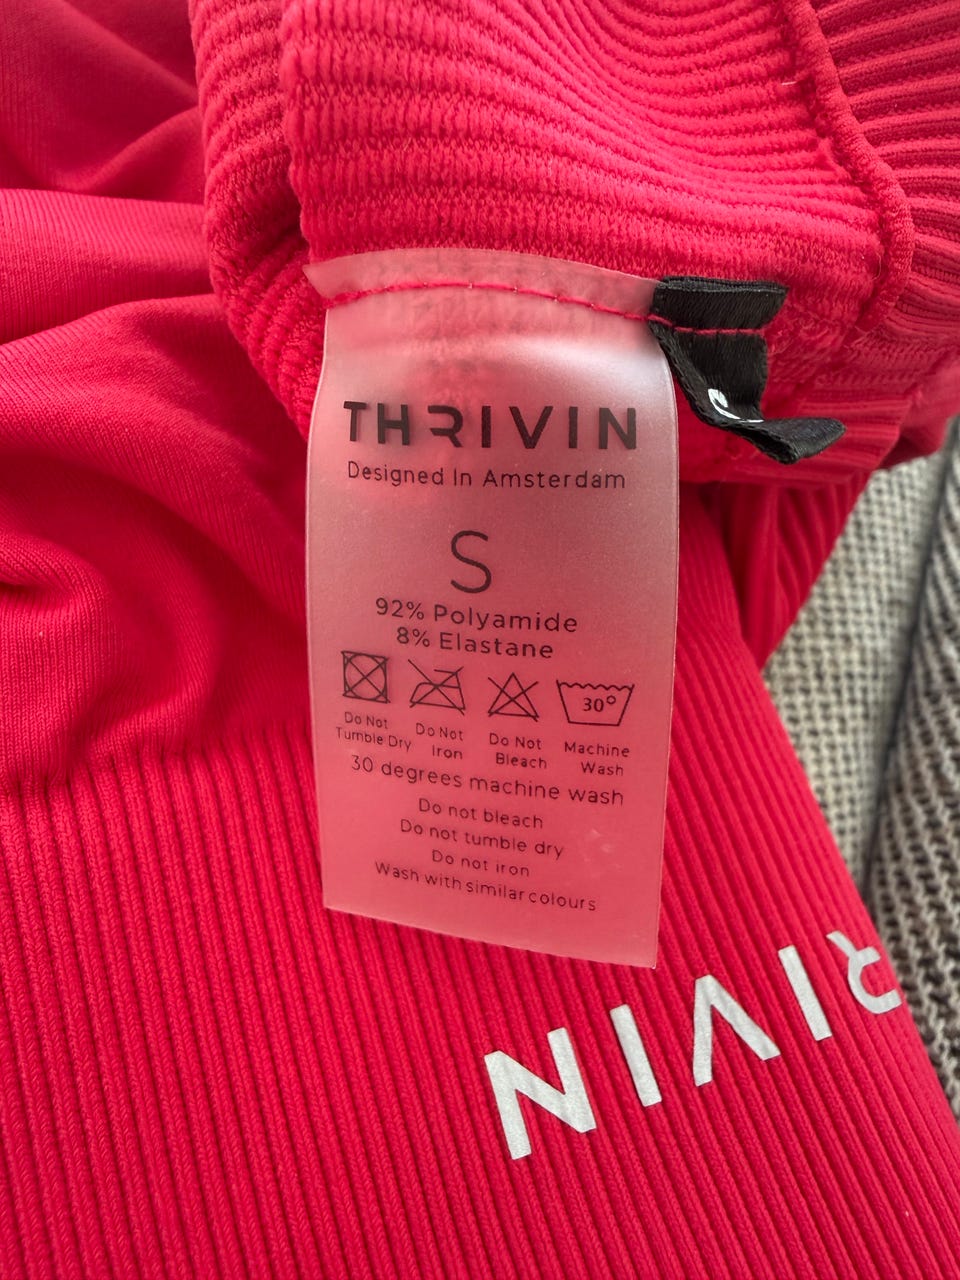 THRIVIN
Designed In Amsterdam
S
92% Polyamide
8% Elastane
30°
Do Not
Tumble Dry
Do Not
Iron
Do Not
Bleach
Machine
Wash
30 degrees machine wash
Do not bleach
Do not tumble dry
Do not iron
Wash with similar colours
RIVIN